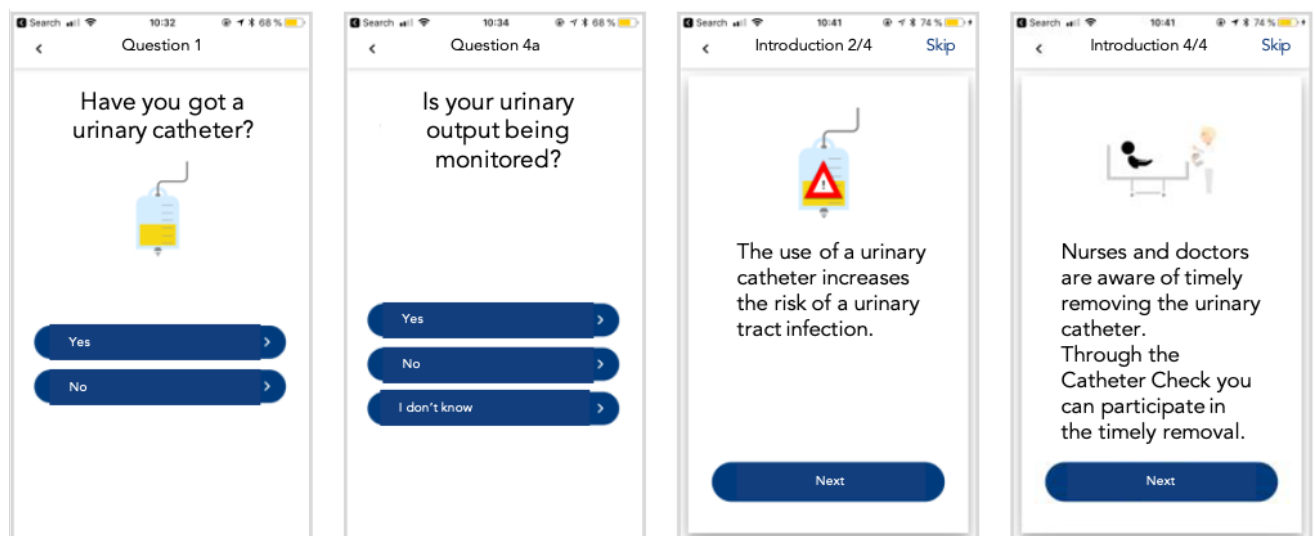 Search 10:32 68 %
Question 1
Have you got a
urinary catheter?
Yes
No
Search 10:34 68 %
Question 4a
Is your urinary
output being
monitored?
Yes
No
I don't know
Search 10:41 74 %
Introduction 2/4 Skip
!
The use of a urinary
catheter increases
the risk of a urinary
tract infection.
Next
Search 10:41 74 %
Introduction 4/4 Skip
Nurses and doctors
are aware of timely
removing the urinary
catheter.
Through the
Catheter Check you
can participate in
the timely removal.
Next